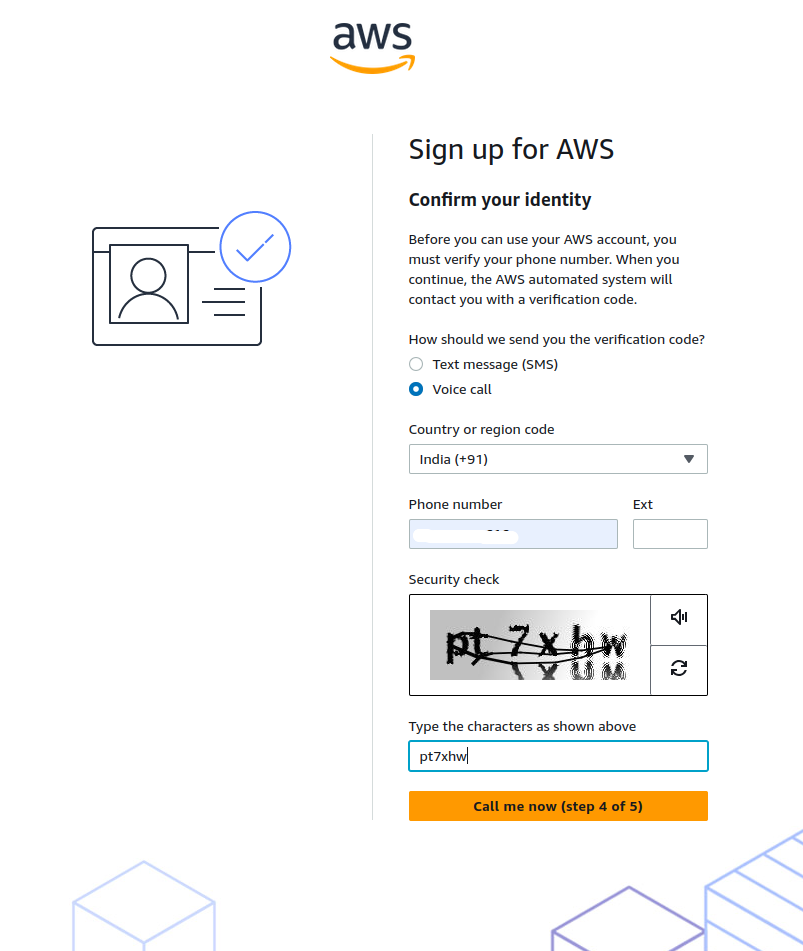 aws
Sign up for AWS
Confirm your identity
Before you can use your AWS account, you
must verify your phone number. When you
continue, the AWS automated system will
contact you with a verification code.
How should we send you the verification code?
Text message (SMS)
Voice call
Country or region code
India (+91)
Phone number
Ext
Security check
pt7xhw
Type the characters as shown above
pt7xhw
Call me now (step 4 of 5)